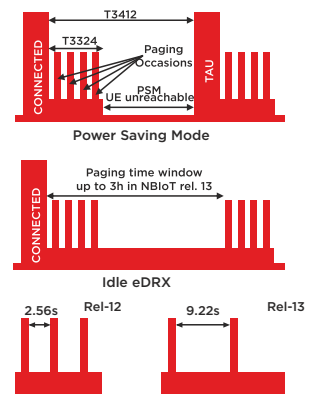 T3412
T3324
CONNECTED
Paging
Occasions
TAU
PSM
UE unreachable
Power Saving Mode
CONNECTED
Paging time window
up to 3h in NBIoT rel. 13
Idle eDRX
Rel-12
Rel-13
2.56s
9.22s